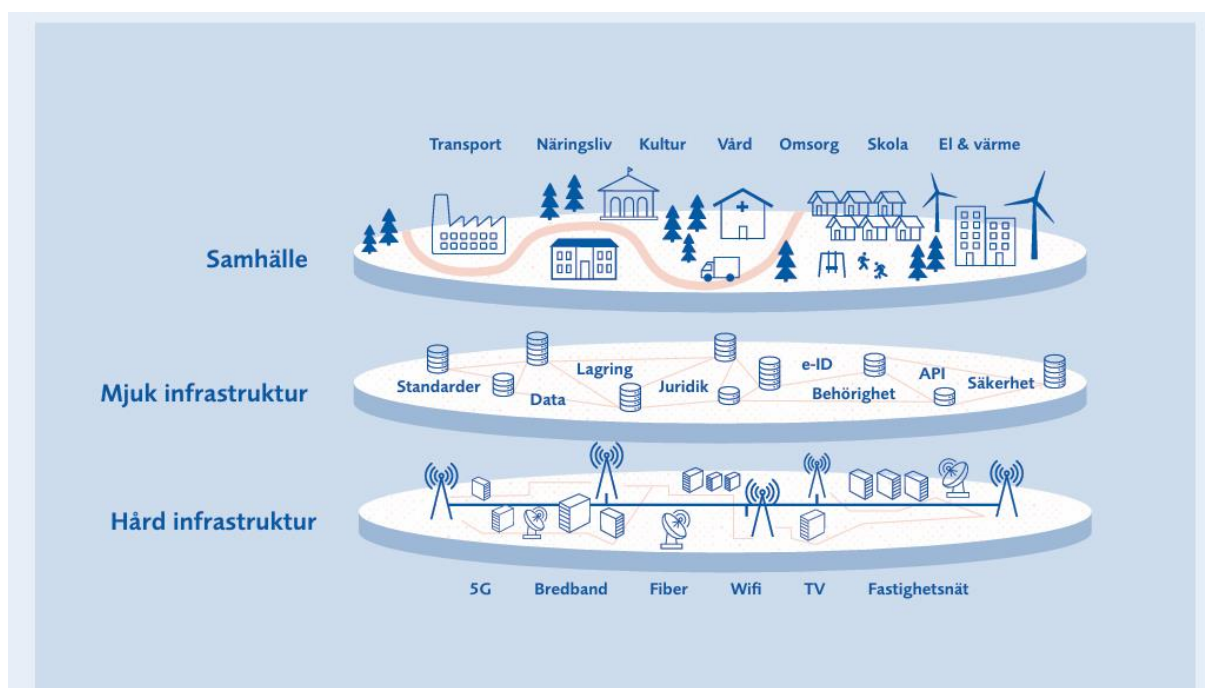 Transport Näringsliv Kultur Vård Omsorg Skola El & värme
Samhälle
Mjuk infrastruktur
Standarder
Data
Lagring
Juridik
e-ID
Behörighet
API
Säkerhet
Hård infrastruktur
5G Bredband Fiber Wifi TV Fastighetsnät